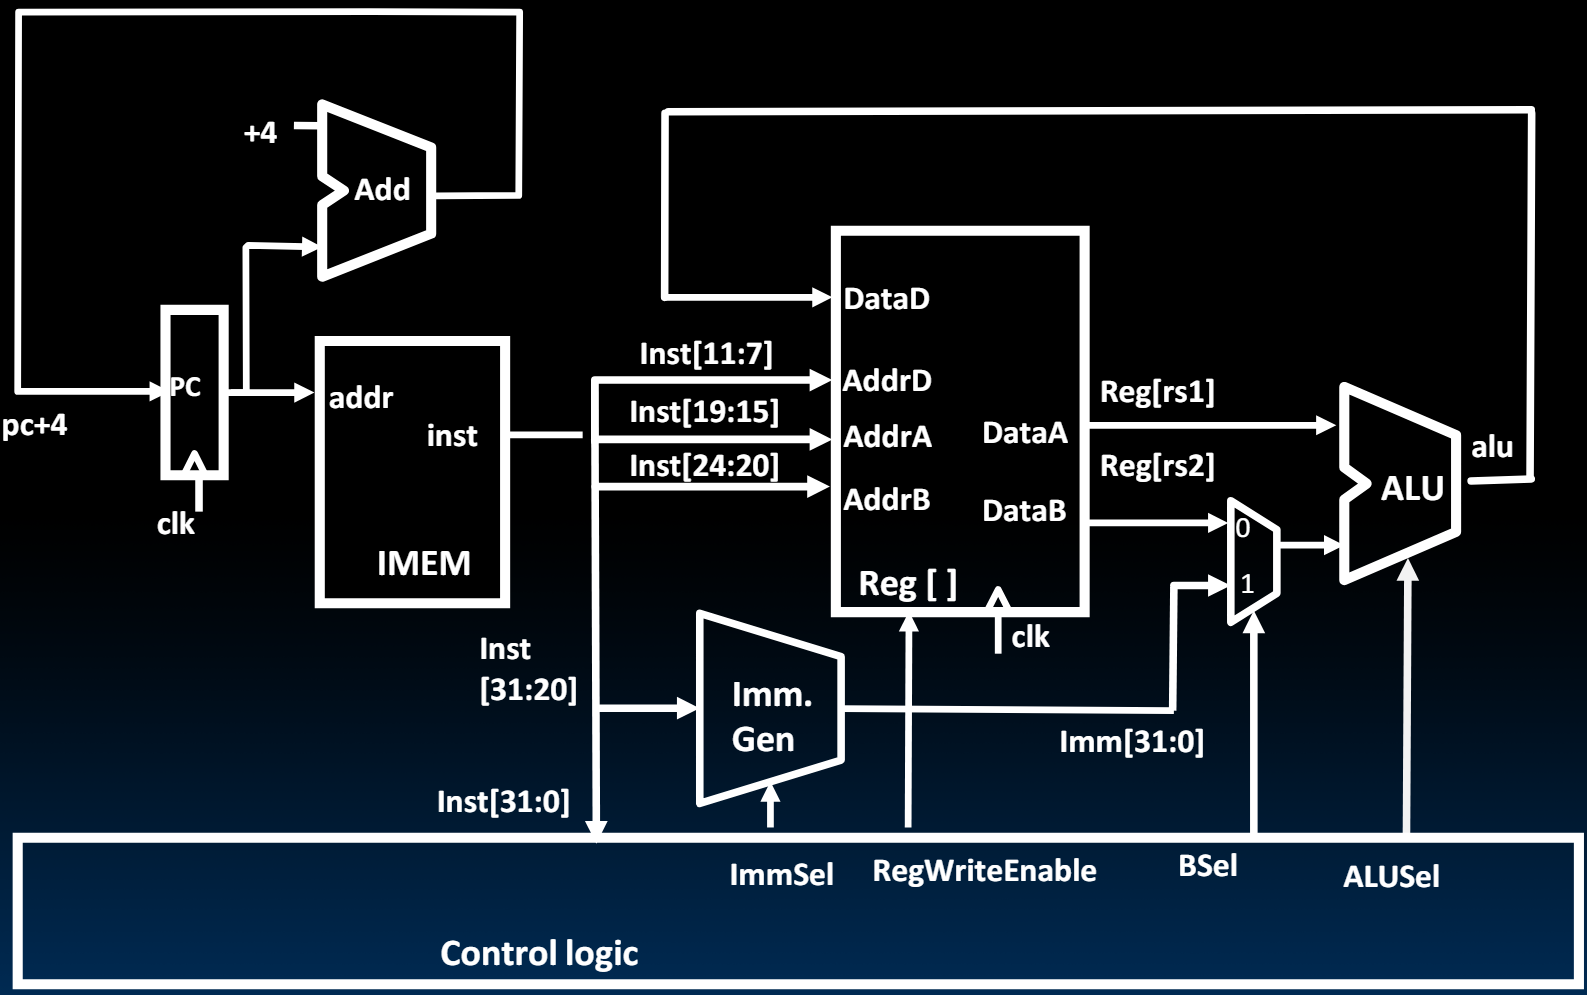 +4
Add
DataD
Inst[11:7]
PC
addr
AddrD
Reg[rs1]
pc+4
Inst[19:15]
inst
AddrA
DataA
alu
Inst[24:20]
Reg[rs2]
ALU
AddrB
DataB
clk
0
IMEM
Reg [ ]
1
clk
Inst
[31:20]
Imm.
Gen
Imm[31:0]
Inst[31:0]
ImmSel
RegWriteEnable
BSel
ALUSel
Control logic